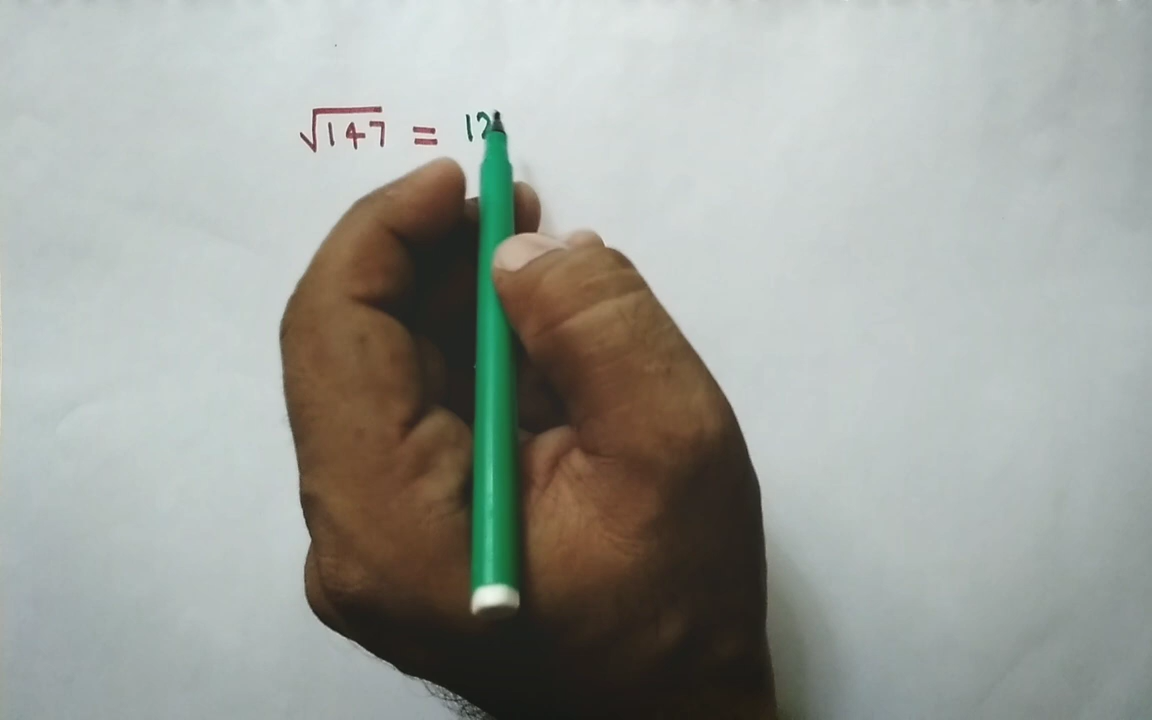 √147 = 12